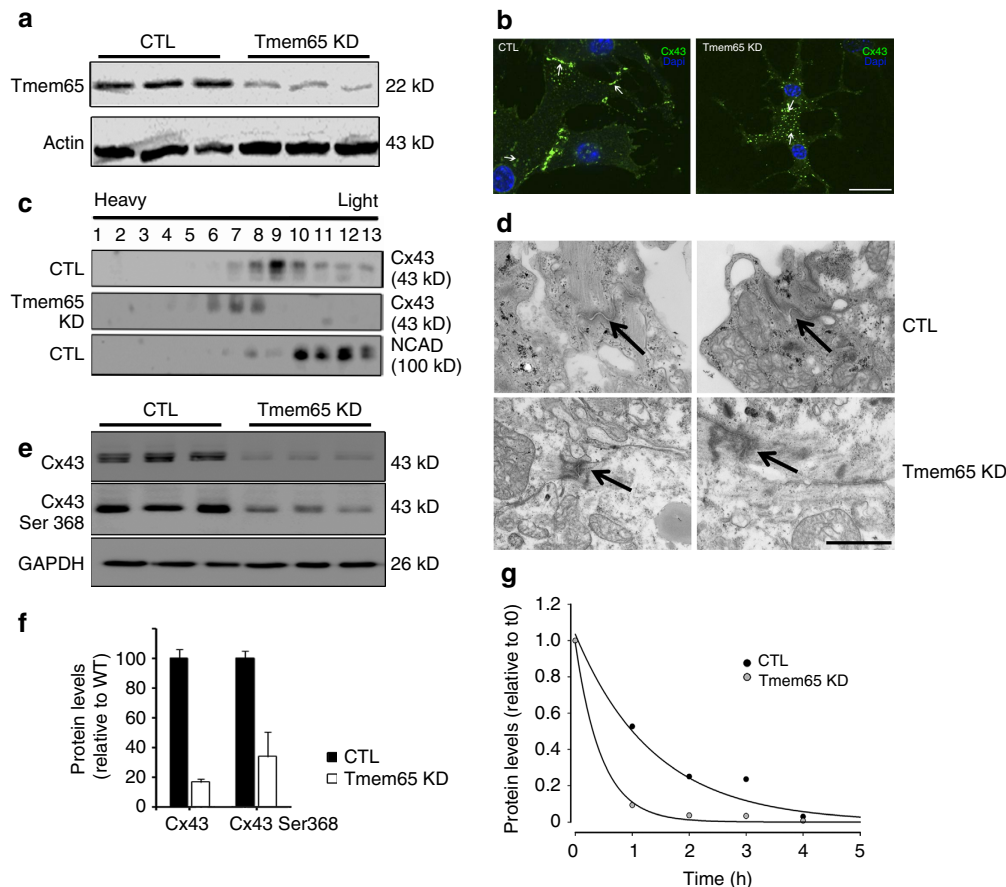 a
CTL Tmem65 KD
Tmem65 22 kD
Actin 43 kD
b
CTL Cx43
Dapi
Tmem65 KD Cx43
Dapi
c
Heavy Light
1 2 3 4 5 6 7 8 9 10 11 12 13
CTL Cx43
(43 kD)
Tmem65
KD Cx43
(43 kD)
CTL NCAD
(100 kD)
d
CTL
Tmem65 KD
e
CTL Tmem65 KD
Cx43 43 kD
Cx43
Ser 368 43 kD
GAPDH 26 kD
f
Protein levels
(relative to WT)
100
80
60
40
20
0
Cx43 Cx43 Ser368
CTL
Tmem65 KD
g
Protein levels (relative to t0)
1.2
1.0
0.8
0.6
0.4
0.2
0
CTL
Tmem65 KD
0 1 2 3 4 5
Time (h)